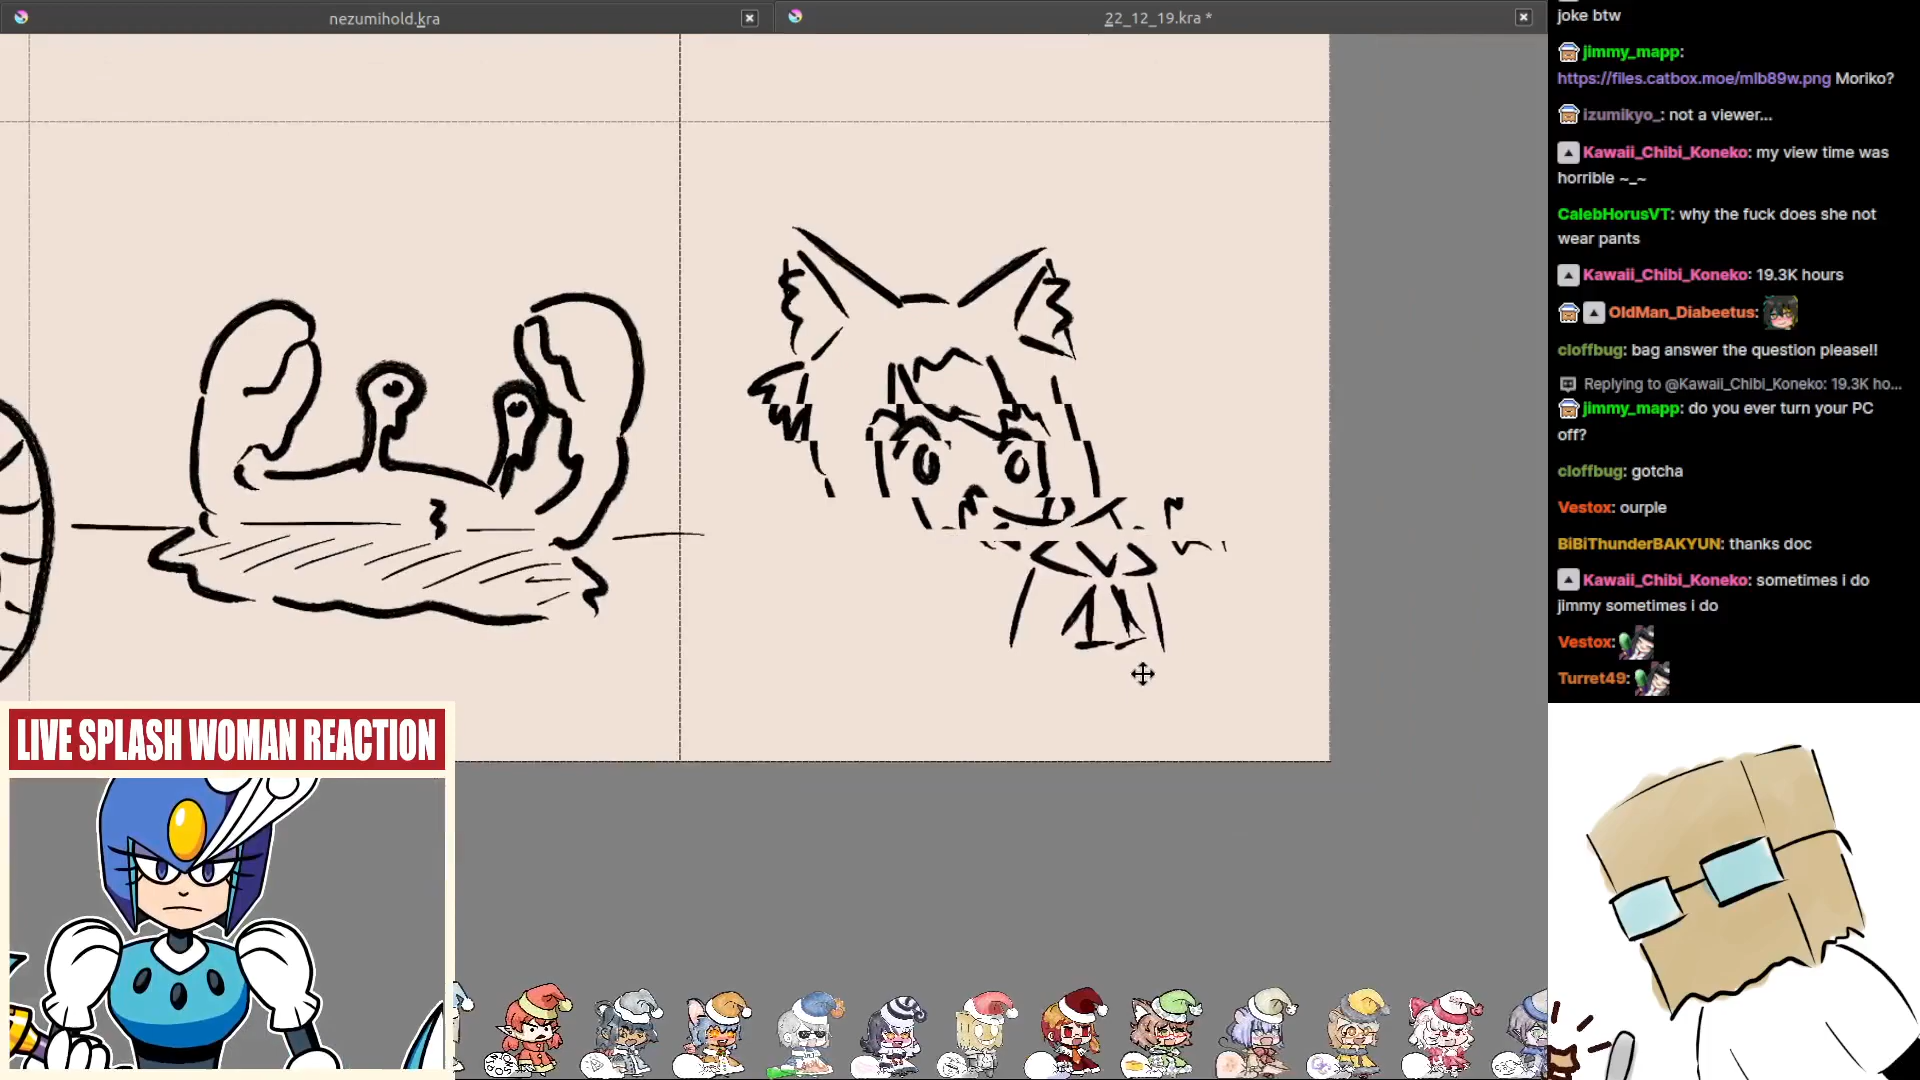 nezumihold.kra
22_12_19.kra *
joke btw
jimmy_mapp:
https://files.catbox.moe/mlb89w.png Moriko?
izumikyo_: not a viewer...
Kawaii_Chibi_Koneko: my view time was
horrible ~_~
CalebHorusVT: why the fuck does she not
wear pants
Kawaii_Chibi_Koneko: 19.3K hours
OldMan_Diabeetus:
cloffbug: bag answer the question please!!
Replying to @Kawaii_Chibi_Koneko: 19.3K ho...
jimmy_mapp: do you ever turn your PC
off?
cloffbug: gotcha
Vestox: ourple
BiBiThunderBAKYUN: thanks doc
Kawaii_Chibi_Koneko: sometimes i do
jimmy sometimes i do
Vestox:
Turret49:
LIVE SPLASH WOMAN REACTION